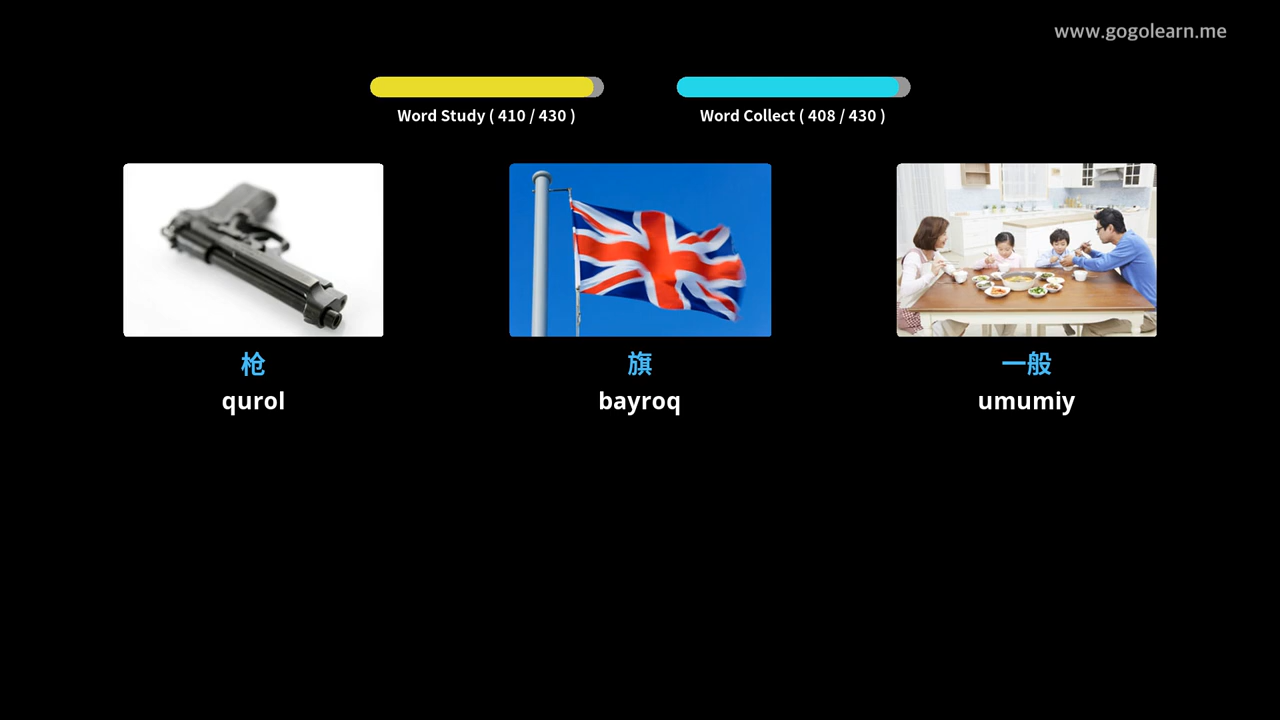 www.gogolearn.me
Word Study ( 410 / 430 )
Word Collect ( 408 / 430 )
枪
旗
一般
qurol
bayroq
umumiy